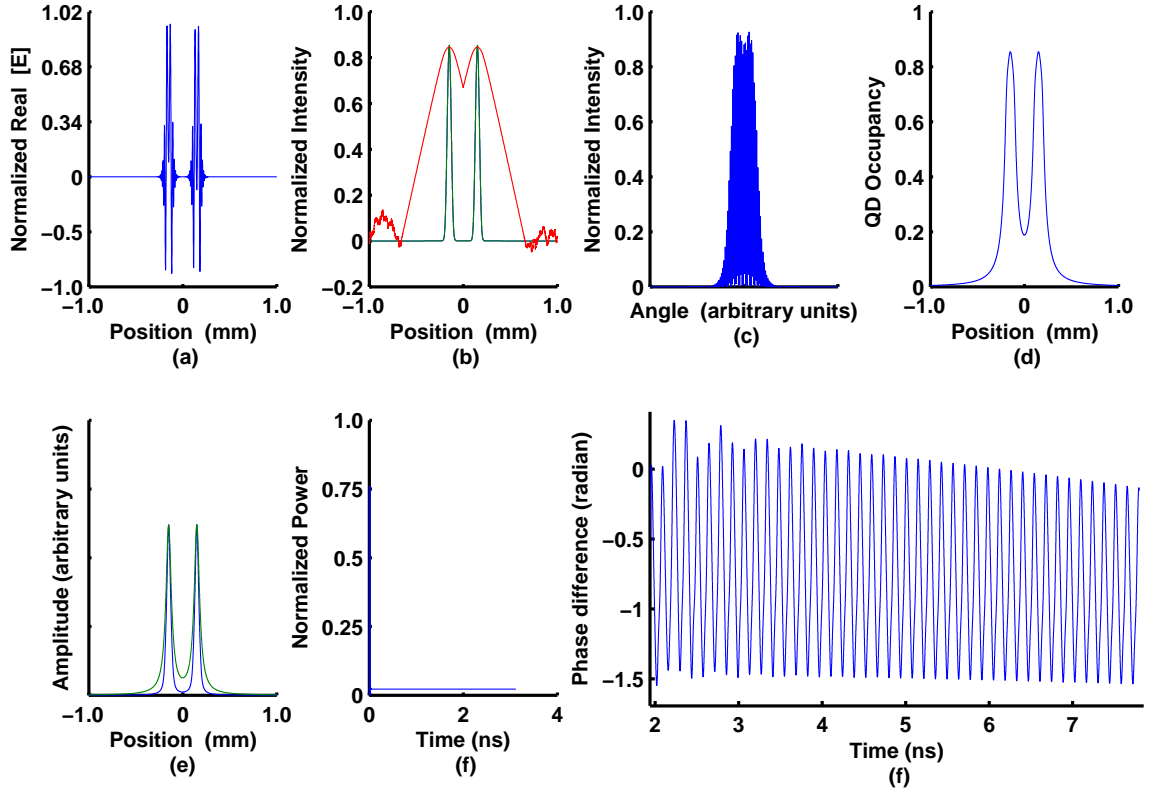 1.02
0.68
0.34
0
−0.5
−1.0
−1.0 0 1.0
Normalized Real [E]
Position (mm)
(a)
1.0
0.8
0.6
0.4
0.2
0
−0.2
−1.0 0 1.0
Normalized Intensity
Position (mm)
(b)
1.0
0.8
0.6
0.4
0.2
0
Normalized Intensity
Angle (arbitrary units)
(c)
1
0.8
0.6
0.4
0.2
0
−1.0 0 1.0
QD Occupancy
Position (mm)
(d)
Amplitude (arbitrary units)
−1.0 0 1.0
Position (mm)
(e)
1.0
0.75
0.5
0.25
0
0 2 4
Normalized Power
Time (ns)
(f)
0
−0.5
−1
−1.5
2 3 4 5 6 7
Phase difference (radian)
Time (ns)
(f)